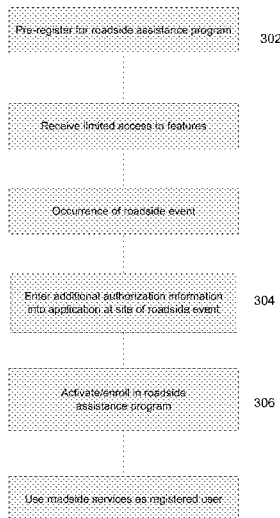 Pre-register for roadside assistance program
302
Receive limited access to features
Occurrence of roadside event
Enter additional authorization information
into application at site of roadside event
304
Activate/enroll in roadside
assistance program
306
Use roadside services as registered user